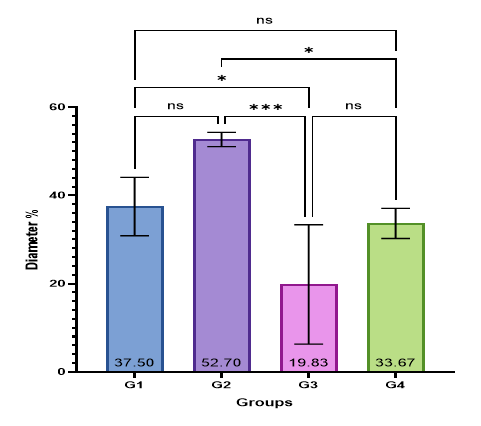 ns
*
*
ns *** ns
Diameter %
60
40
20
0
37.50 52.70 19.83 33.67
G1 G2 G3 G4
Groups